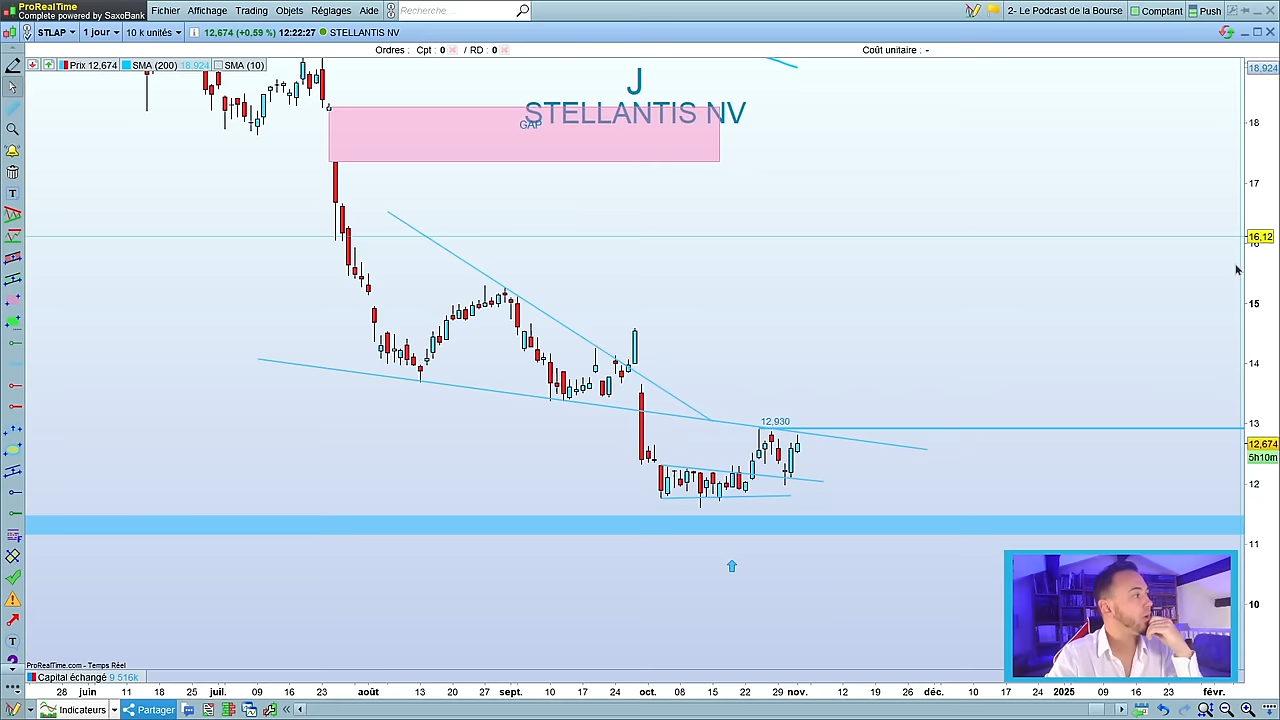 ProRealTime
Complete powered by SaxoBank
Fichier Affichage Trading Objets Réglages Aide Recherche... 2- Le Podcast de la Bourse Comptant Push
STLAP 1 jour 10 k unités i 12,674 (+0,59 %) 12:22:27 STELLANTIS NV
Ordres : Cpt : 0 / RD : 0 Coût unitaire : -
Prix 12,674 SMA (200) 18.924 SMA (10)
18,924
J
STELLANTIS NV
GAP
18
17
16,12
15
14
12,930
13
12,674
5h10m
12
11
10
ProRealTime.com - Temps Réel
Capital échangé 9 516k
28 juin 11 18 25 juil. 09 16 23 août 13 20 27 sept. 10 17 24 oct. 08 15 22 29 nov. 12 19 26 déc. 10 17 24 2025 09 16 23 févr.
Indicateurs Partager